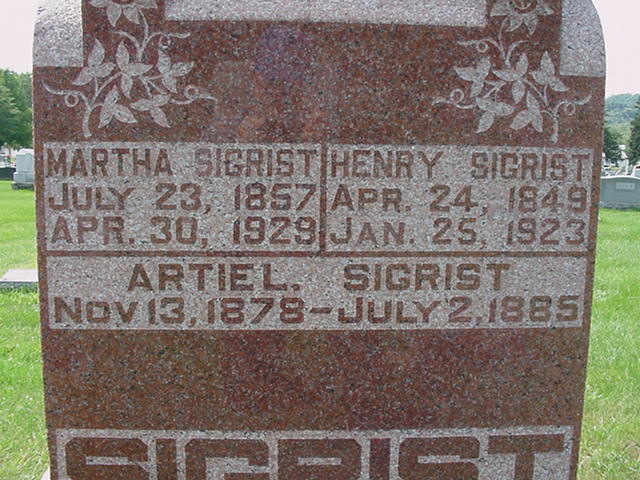 MARTHA SIGRIST
JULY 23, 1857
APR. 30, 1929
HENRY SIGRIST
APR. 24, 1849
JAN. 25, 1923
ARTIE L. SIGRIST
NOV 13, 1878 – JULY 2, 1885
SIGRIST